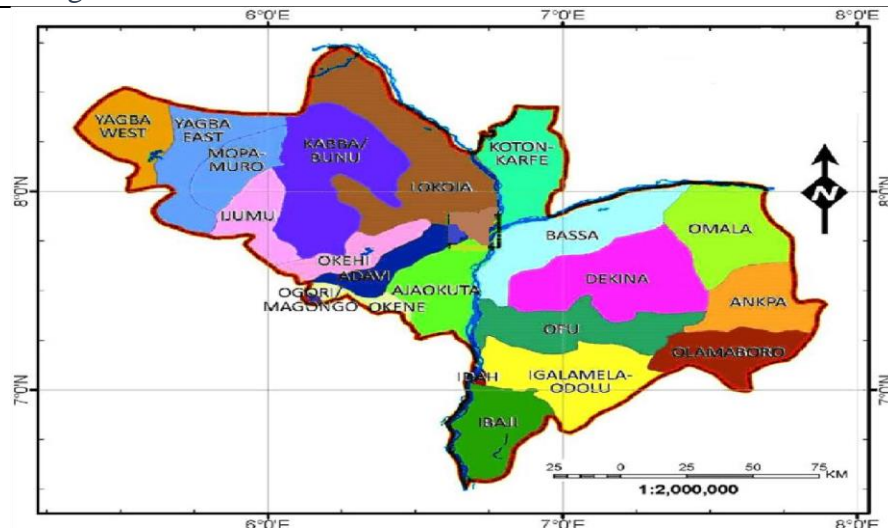 6°0'E 7°0'E 8°0'E
YAGBA
WEST
YAGBA
EAST
MOPA-
MURO
KABBA/
BUNU
KOTON-
KARFE
8°0'N
8°0'N
LOKOJA
IJUMU
N
BASSA
OMALA
OKEHI
ADAVI
DEKINA
OGORI/
MAGONGO
OKENE
AJAOKUTA
ANKPA
OFU
OLAMABORO
7°0'N
7°0'N
IDAH
IGALAMELA-
ODOLU
IBAJI
25 0 25 50 75 KM
1:2,000,000
6°0'E 7°0'E 8°0'E